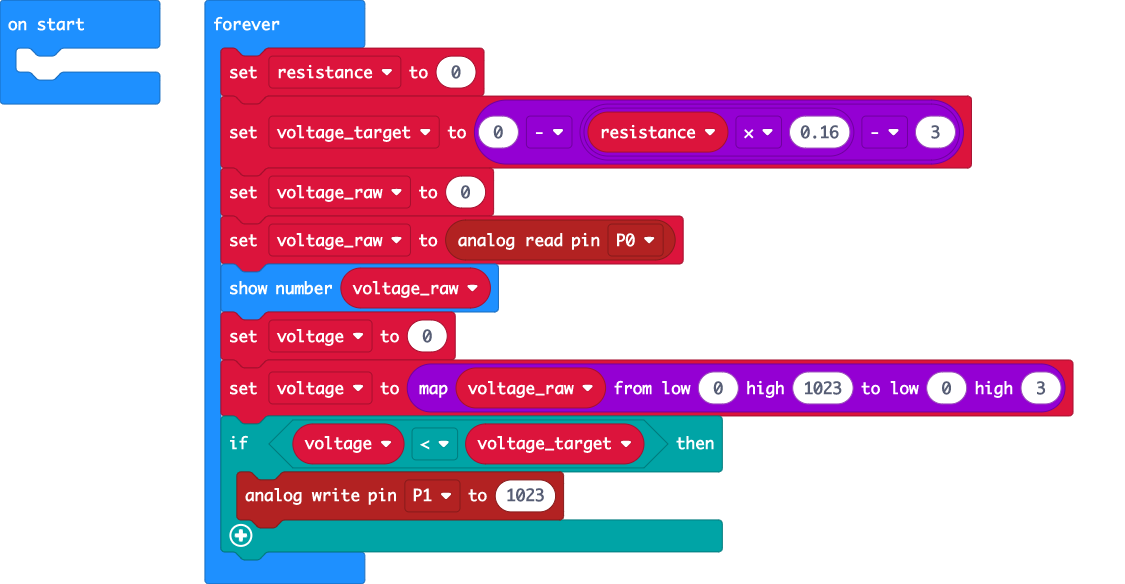 on start
forever
set resistance to 0
set voltage_target to 0 - resistance × 0.16 - 3
set voltage_raw to 0
set voltage_raw to analog read pin P0
show number voltage_raw
set voltage to 0
set voltage to map voltage_raw from low 0 high 1023 to low 0 high 3
if voltage < voltage_target then
analog write pin P1 to 1023